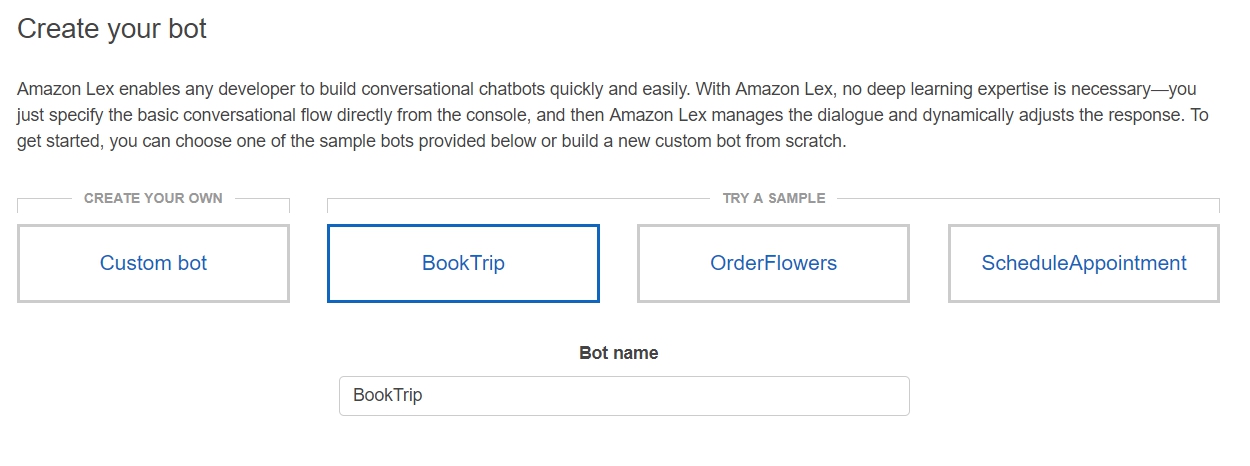 Create your bot
Amazon Lex enables any developer to build conversational chatbots quickly and easily. With Amazon Lex, no deep learning expertise is necessary—you
just specify the basic conversational flow directly from the console, and then Amazon Lex manages the dialogue and dynamically adjusts the response. To
get started, you can choose one of the sample bots provided below or build a new custom bot from scratch.
CREATE YOUR OWN
TRY A SAMPLE
Custom bot
BookTrip
OrderFlowers
ScheduleAppointment
Bot name
BookTrip